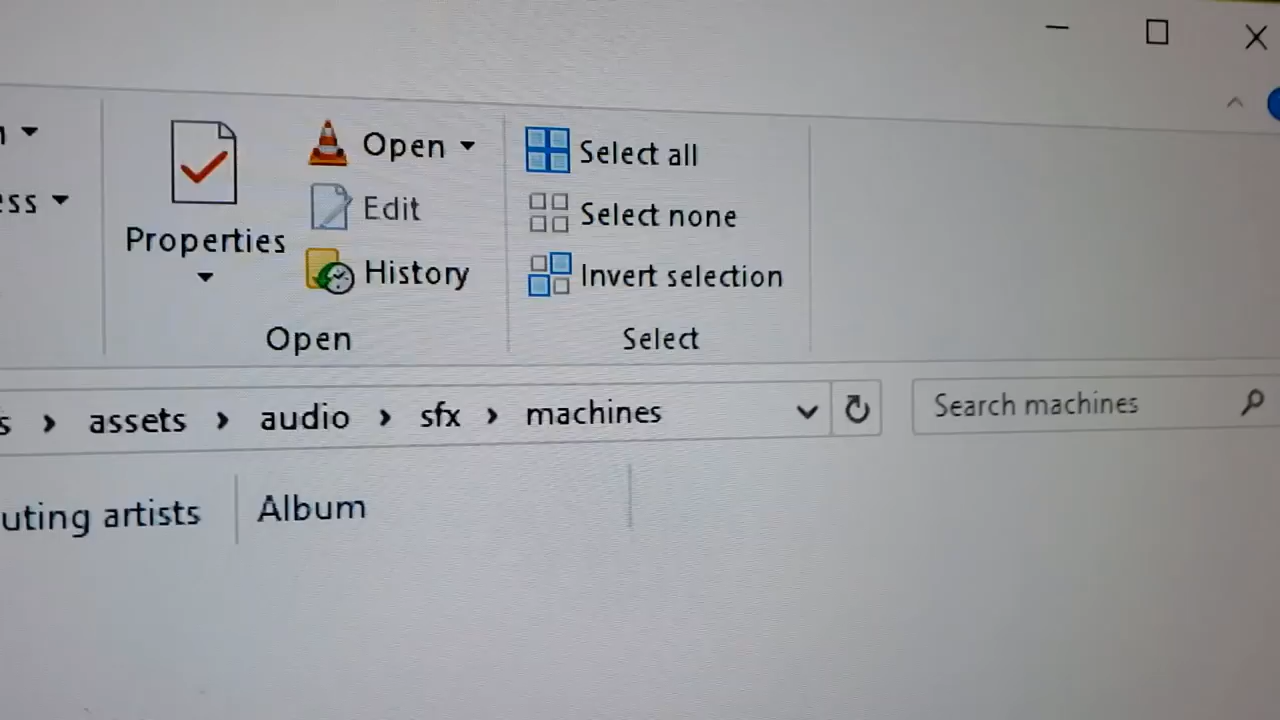 Open
Select all
Edit
Select none
Properties
History
Invert selection
Open
Select
assets › audio › sfx › machines
Search machines
artists
Album